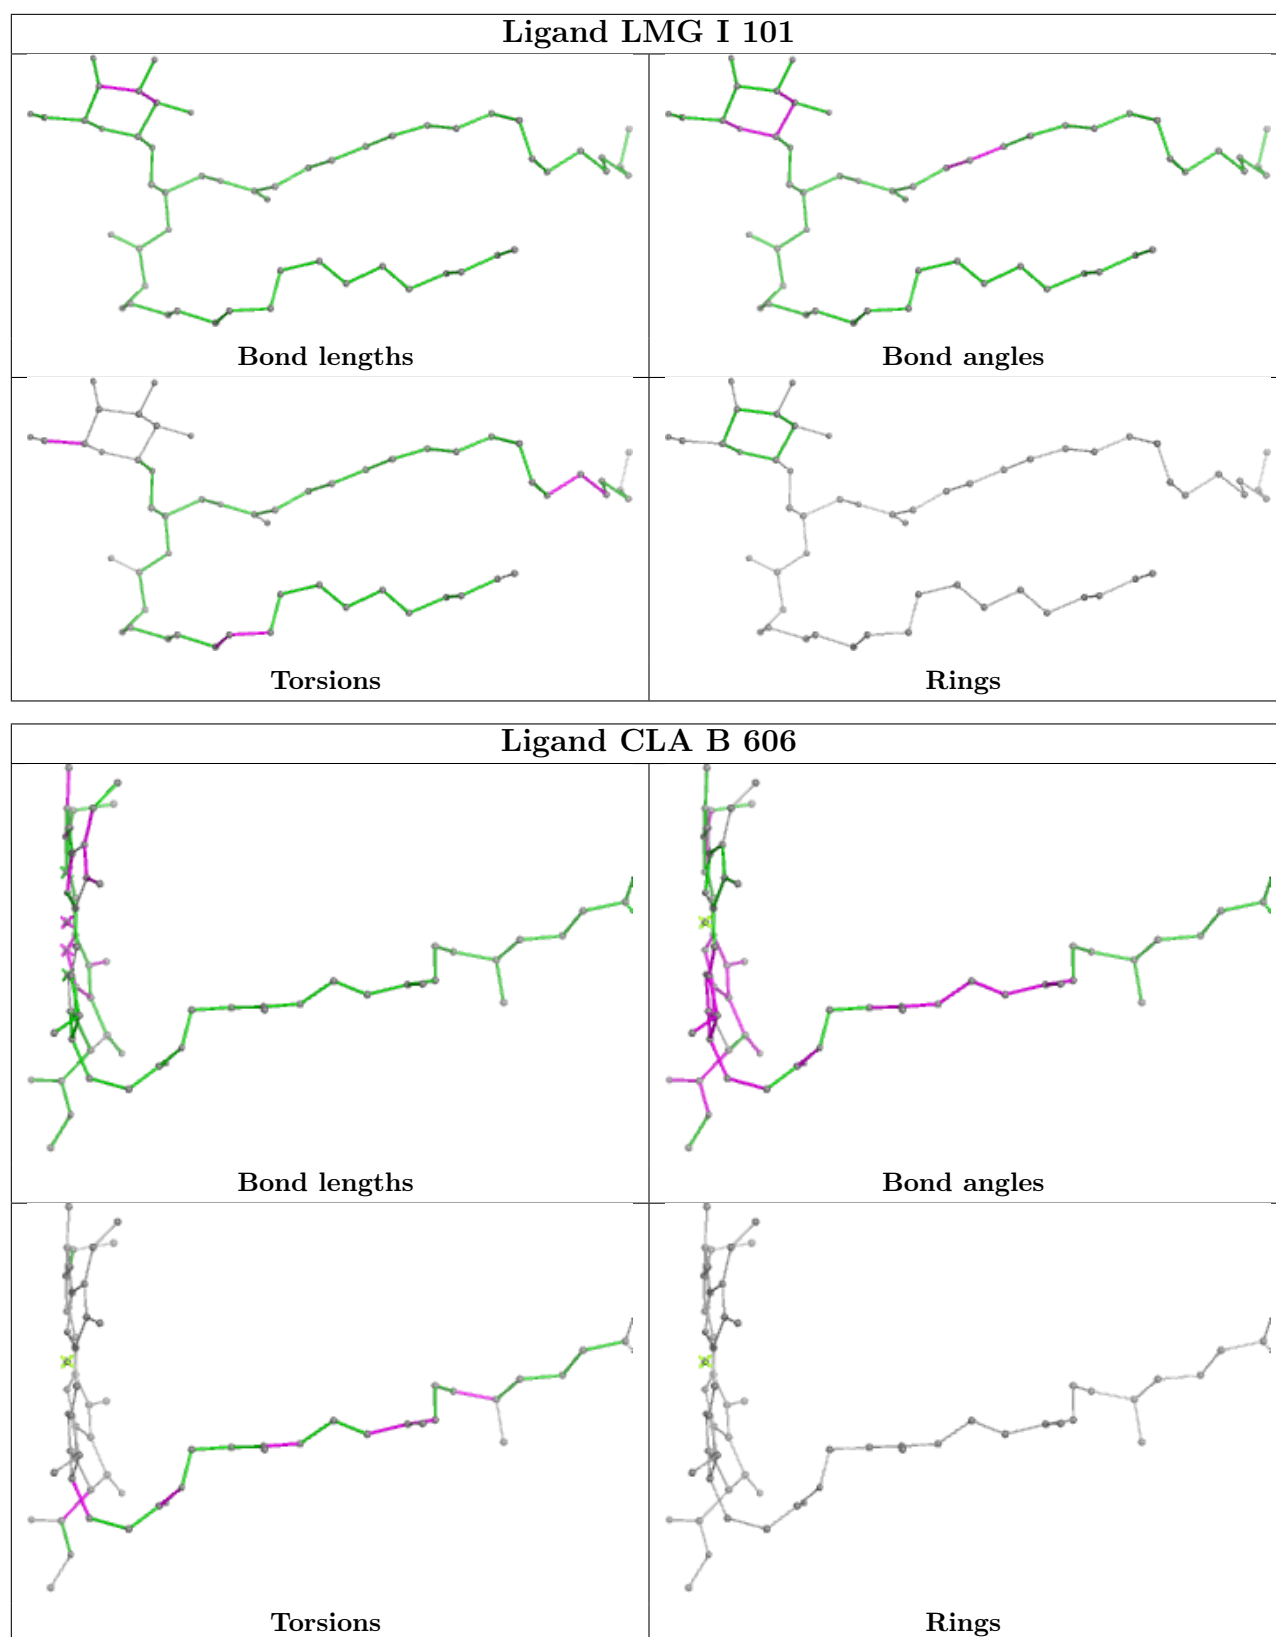 Ligand LMG I 101
Bond lengths
Bond angles
Torsions
Rings
Ligand CLA B 606
Bond lengths
Bond angles
Torsions
Rings